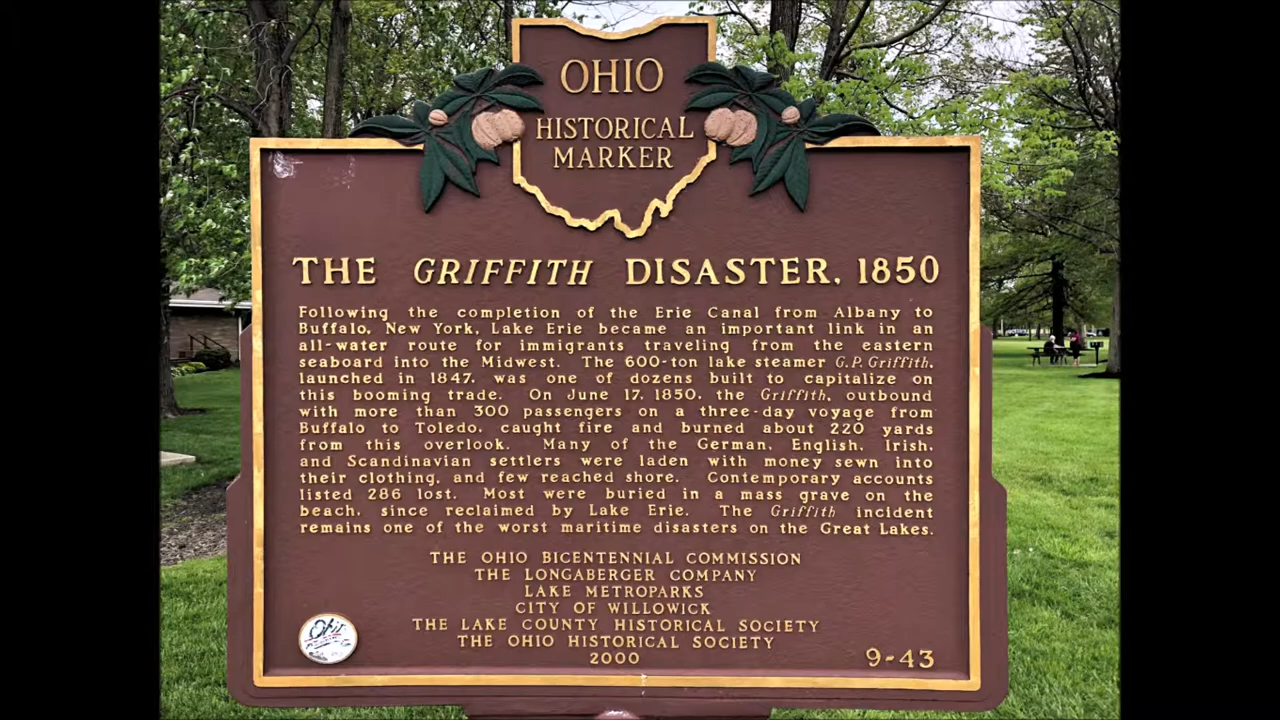 OHIO
HISTORICAL
MARKER
THE GRIFFITH DISASTER, 1850
Following the completion of the Erie Canal from Albany to
Buffalo, New York, Lake Erie became an important link in an
all-water route for immigrants traveling from the eastern
seaboard into the Midwest. The 600-ton lake steamer G.P. Griffith,
launched in 1847, was one of dozens built to capitalize on
this booming trade. On June 17, 1850, the Griffith, outbound
with more than 300 passengers on a three-day voyage from
Buffalo to Toledo, caught fire and burned about 220 yards
from this overlook. Many of the German, English, Irish,
and Scandinavian settlers were laden with money sewn into
their clothing, and few reached shore. Contemporary accounts
listed 286 lost. Most were buried in a mass grave on the
beach, since reclaimed by Lake Erie. The Griffith incident
remains one of the worst maritime disasters on the Great Lakes.
THE OHIO BICENTENNIAL COMMISSION
THE LONGABERGER COMPANY
LAKE METROPARKS
CITY OF WILLOWICK
THE LAKE COUNTY HISTORICAL SOCIETY
THE OHIO HISTORICAL SOCIETY
2000
9-43
Ohio